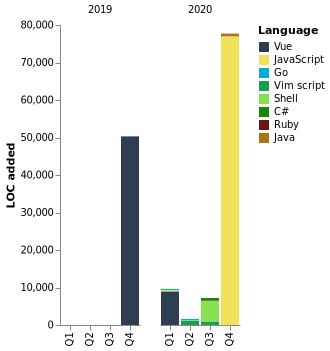 2019 2020
80,000
70,000
60,000
50,000
40,000
30,000
20,000
10,000
0
LOC added
Q1 Q2 Q3 Q4 Q1 Q2 Q3 Q4
Language
Vue
JavaScript
Go
Vim script
Shell
C#
Ruby
Java